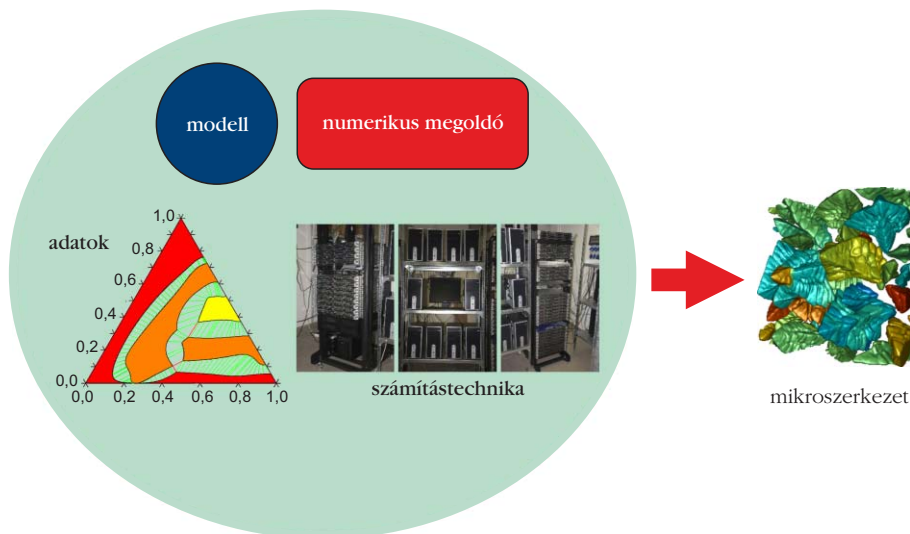 modell
numerikus megoldó
adatok
1,0
0,8
0,6
0,4
0,2
0,0
0,0 0,2 0,4 0,6 0,8 1,0
számítástechnika
mikroszerkezet